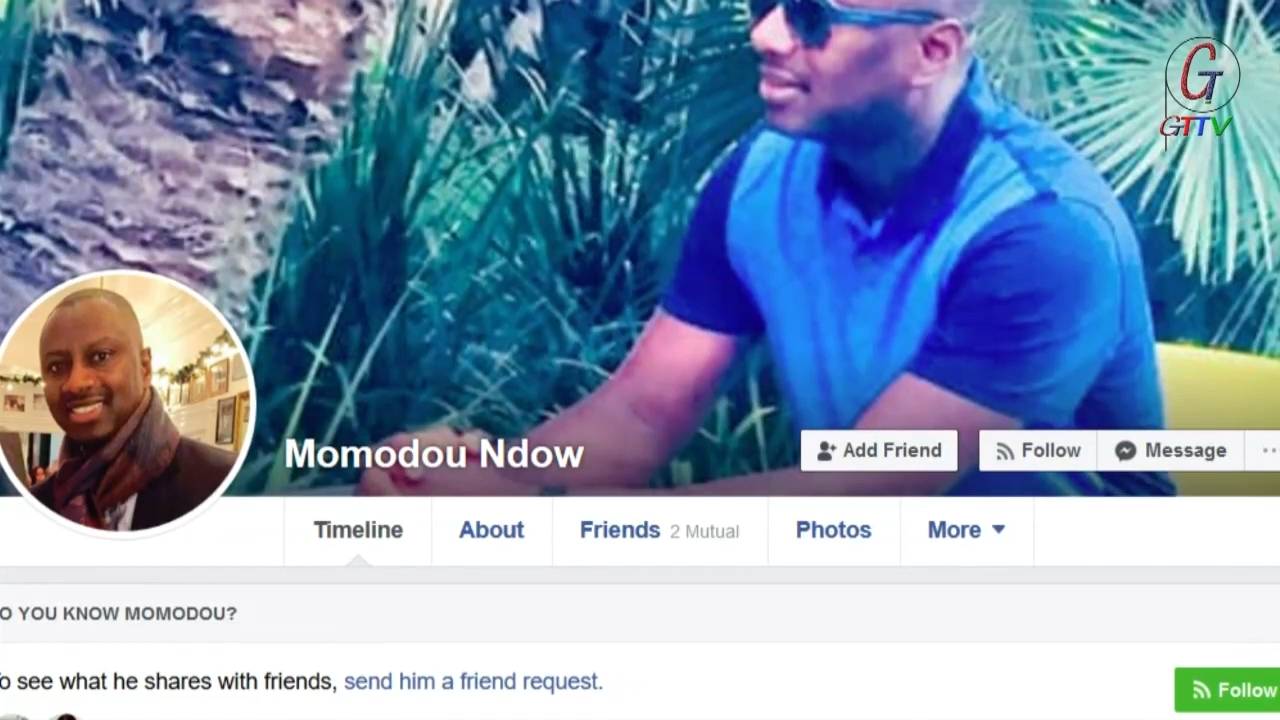 GT
GTTV
Momodou Ndow
Add Friend
Follow
Message
Timeline
About
Friends 2 Mutual
Photos
More
O YOU KNOW MOMODOU?
o see what he shares with friends, send him a friend request.
Follow